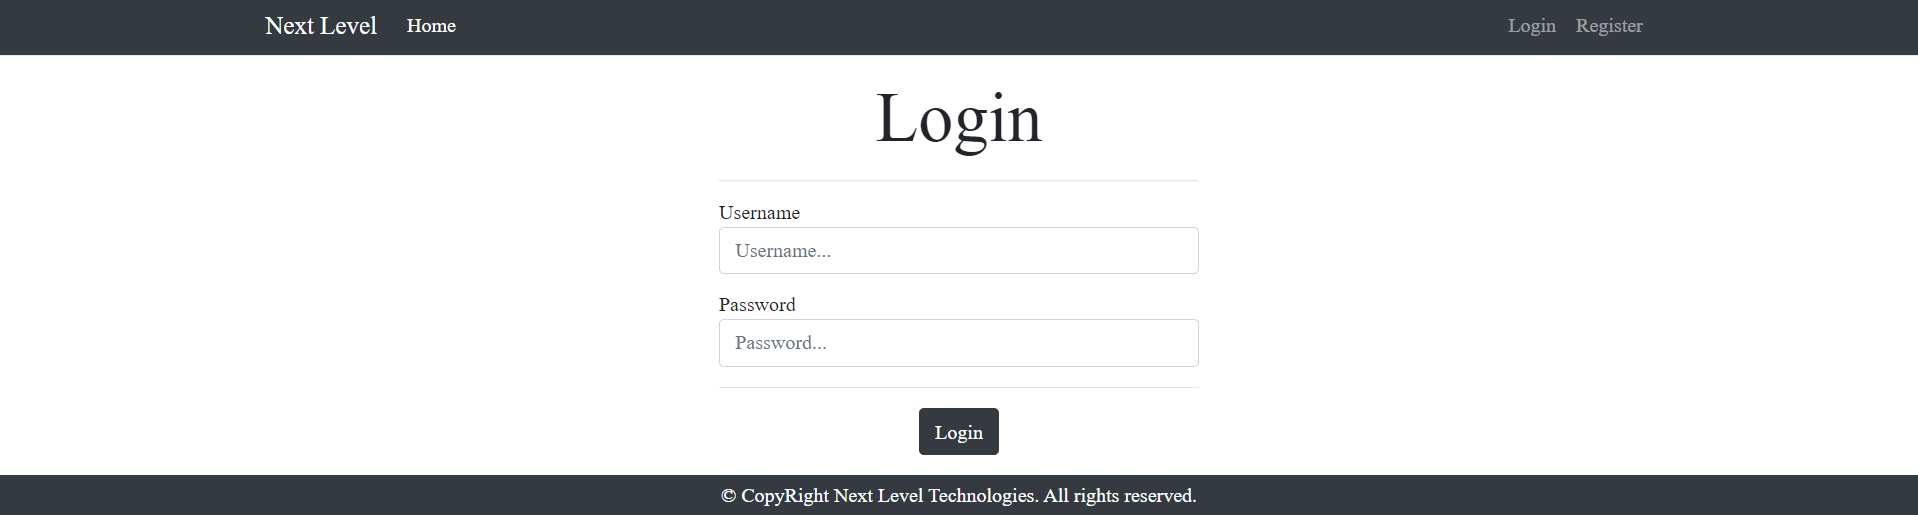 Next Level Home Login Register
Login
Username
Username...
Password
Password...
Login
© CopyRight Next Level Technologies. All rights reserved.